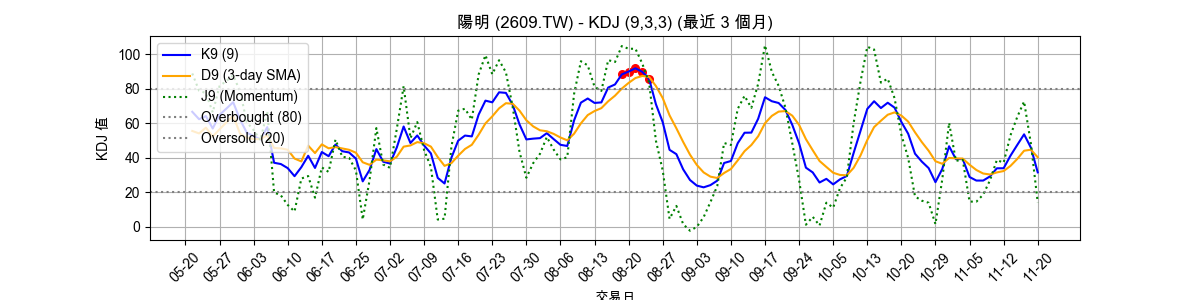 陽明 (2609.TW) - KDJ (9,3,3) (最近 3 個月)
KDJ 值
100
80
60
40
20
0
K9 (9)
D9 (3-day SMA)
J9 (Momentum)
Overbought (80)
Oversold (20)
05-20 05-27 06-03 06-10 06-17 06-25 07-02 07-09 07-16 07-23 07-30 08-06 08-13 08-20 08-27 09-03 09-10 09-17 09-24 10-05 10-13 10-20 10-29 11-05 11-12 11-20
交易日